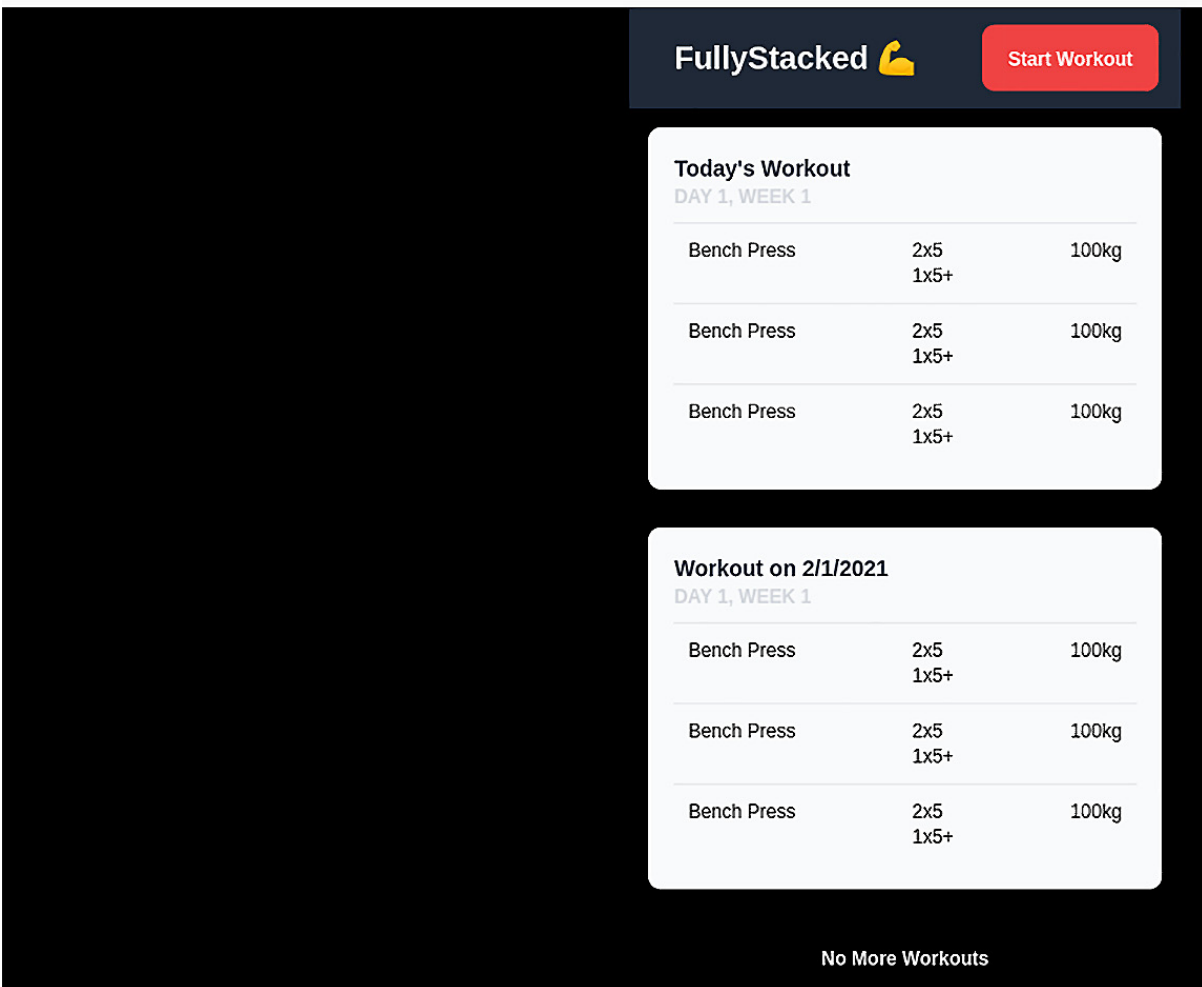 FullyStacked 💪 Start Workout
Today's Workout
DAY 1, WEEK 1
Bench Press 2x5 100kg
1x5+
Bench Press 2x5 100kg
1x5+
Bench Press 2x5 100kg
1x5+
Workout on 2/1/2021
DAY 1, WEEK 1
Bench Press 2x5 100kg
1x5+
Bench Press 2x5 100kg
1x5+
Bench Press 2x5 100kg
1x5+
No More Workouts